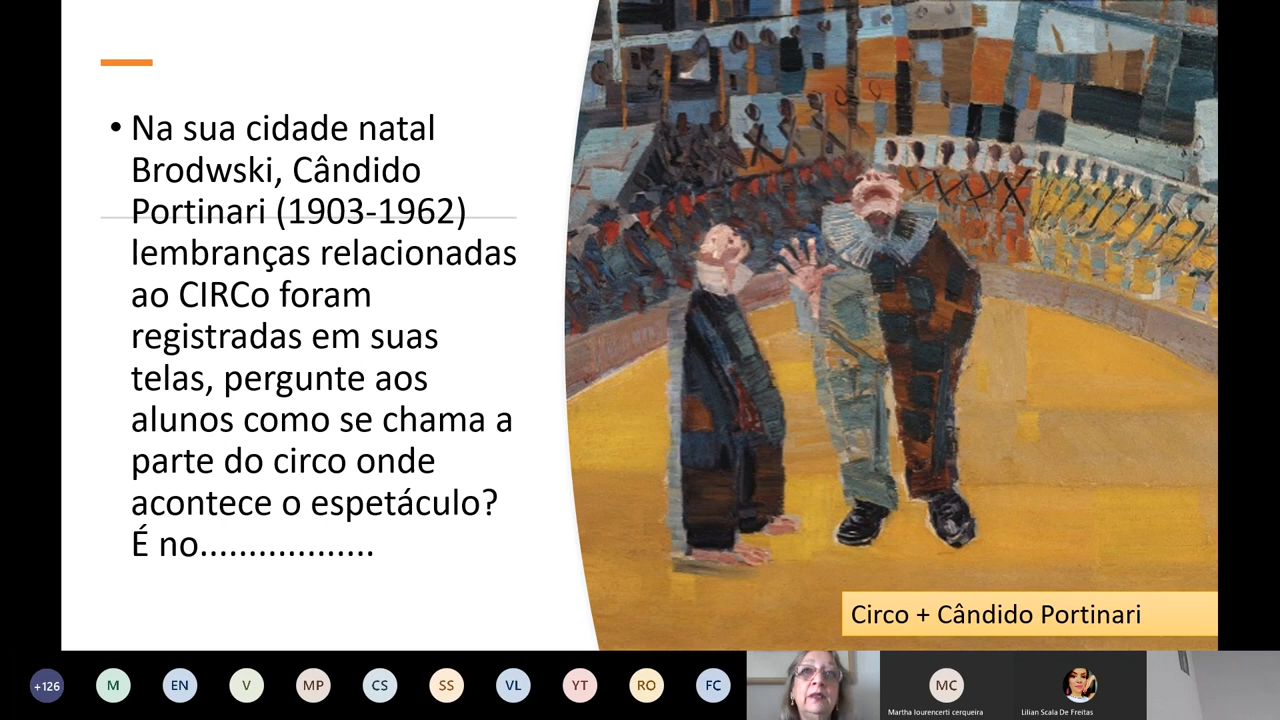 • Na sua cidade natal
Brodwski, Cândido
Portinari (1903-1962)
lembranças relacionadas
ao CIRCo foram
registradas em suas
telas, pergunte aos
alunos como se chama a
parte do circo onde
acontece o espetáculo?
É no..................
Circo + Cândido Portinari
+126
M
EN
V
MP
CS
SS
VL
YT
RO
FC
MC
Martha lourencerti cerqueira
Lilian Scala De Freitas